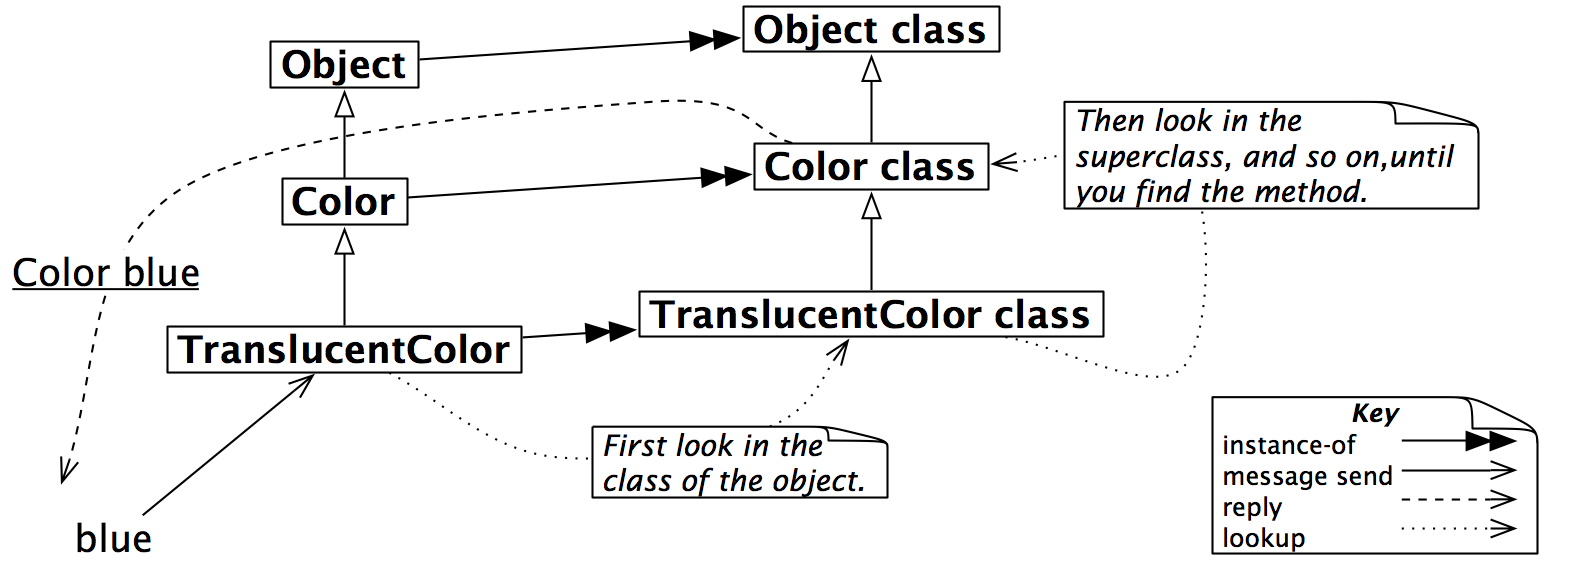 Object class
Object
Then look in the
superclass, and so on,until
you find the method.
Color class
Color
Color blue
TranslucentColor class
TranslucentColor
First look in the
class of the object.
blue
Key
instance-of
message send
reply
lookup